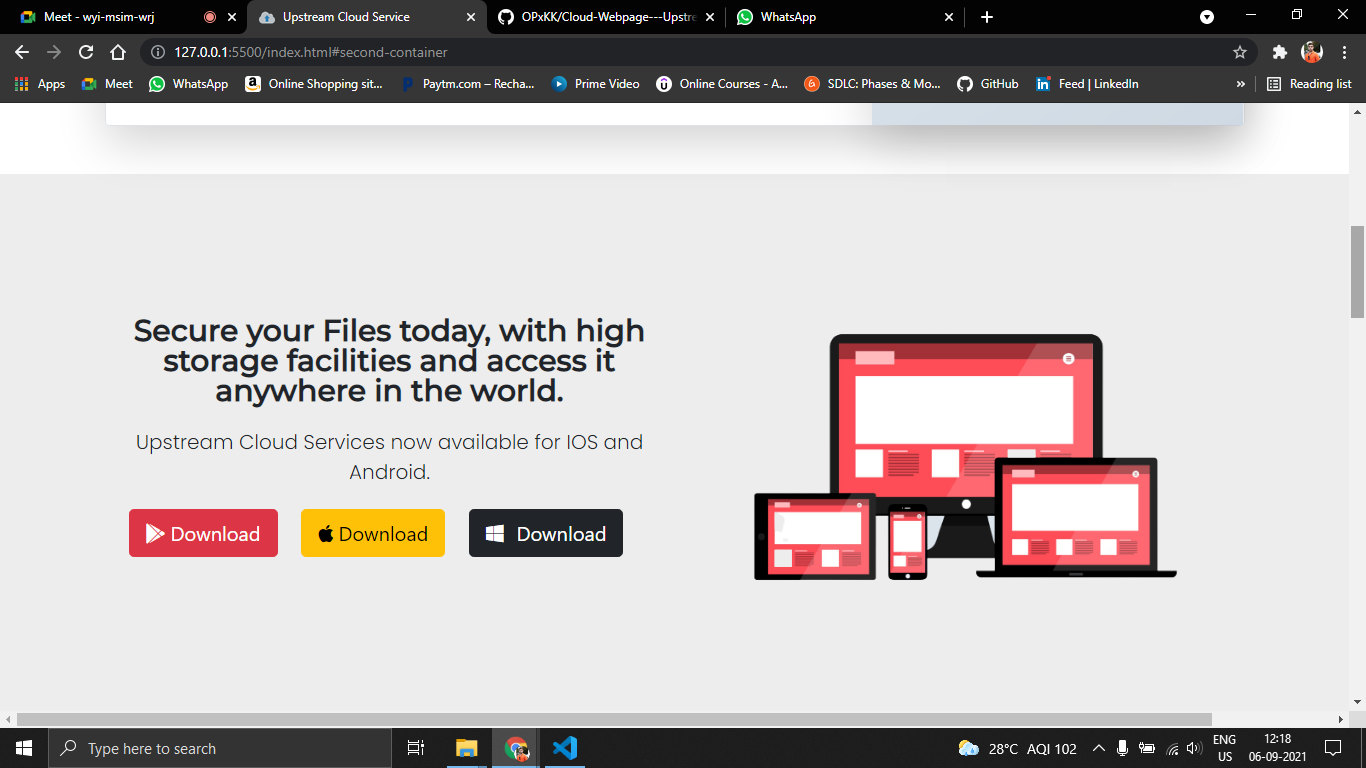 Meet - wyi-msim-wrj
Upstream Cloud Service
OPxKK/Cloud-Webpage---Upstre
WhatsApp
127.0.0.1:5500/index.html#second-container
Apps
Meet
WhatsApp
Online Shopping sit...
Paytm.com – Recha...
Prime Video
Online Courses - A...
SDLC: Phases & Mo...
GitHub
Feed | LinkedIn
»
Reading list
Secure your Files today, with high
storage facilities and access it
anywhere in the world.
Upstream Cloud Services now available for IOS and
Android.
Download
Download
Download
Type here to search
28°C AQI 102
ENG
US
12:18
06-09-2021